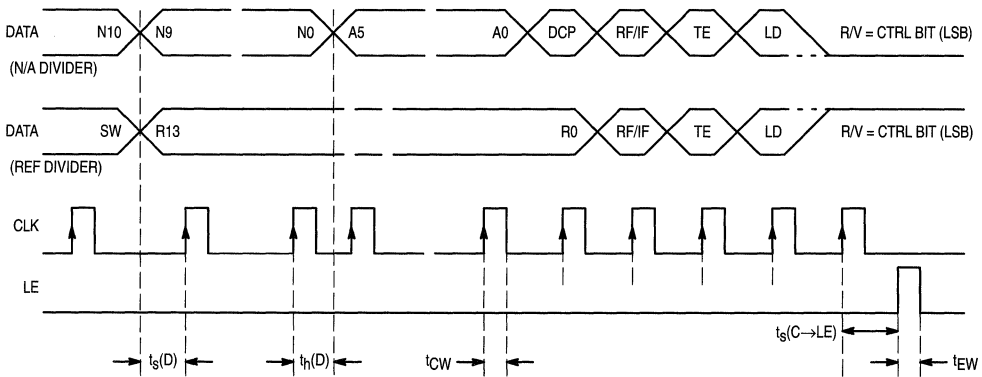 DATA N10 N9 N0 A5 A0 DCP RF/IF TE LD R/V = CTRL BIT (LSB)
(N/A DIVIDER)
DATA SW R13 R0 RF/IF TE LD R/V = CTRL BIT (LSB)
(REF DIVIDER)
CLK
LE
ts(C→LE)
ts(D) th(D) tCW tEW